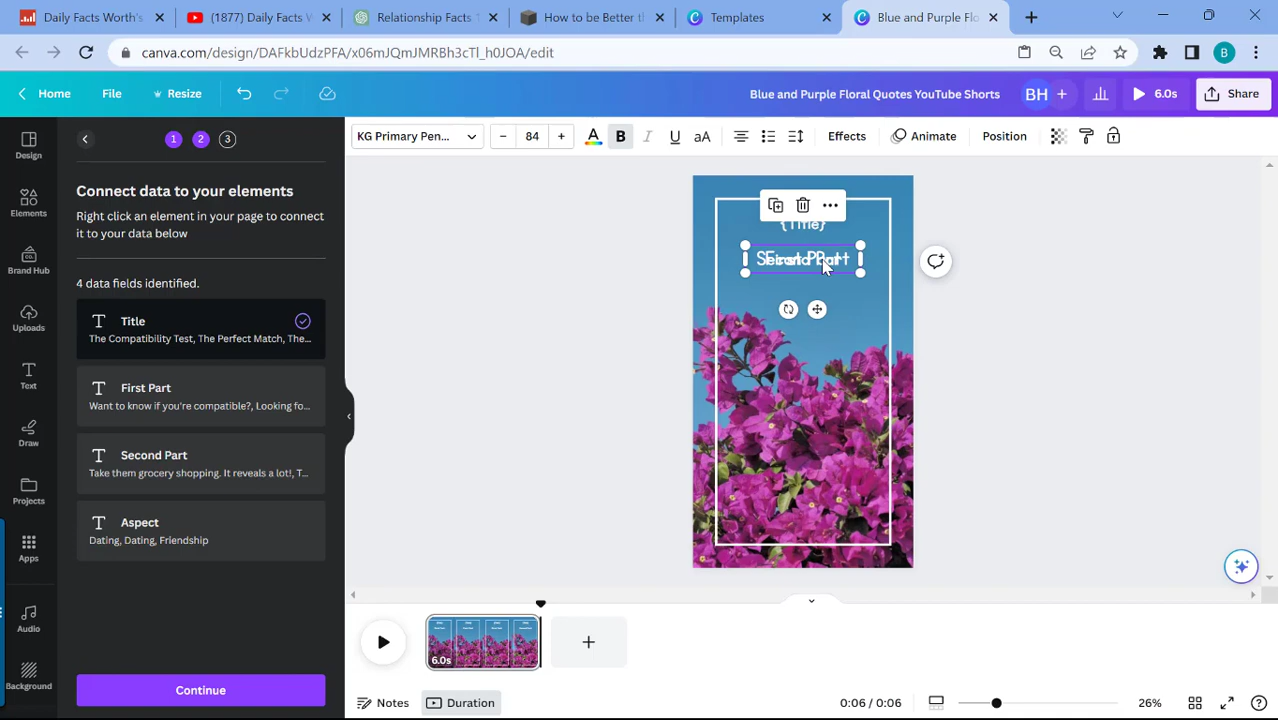 Daily Facts Worth's
(1877) Daily Facts W
Relationship Facts
How to be Better t
Templates
Blue and Purple Flo
canva.com/design/DAFkbUdzPFA/x06mJQmJMRBh3cTl_h0JOA/edit
B
Home
File
Resize
Blue and Purple Floral Quotes YouTube Shorts
BH
6.0s
Share
KG Primary Pen...
84
A
B
I
U
aA
Effects
Animate
Position
Design
Elements
Brand Hub
Uploads
Text
Draw
Projects
Apps
Audio
Background
1
2
3
Connect data to your elements
Right click an element in your page to connect
it to your data below
4 data fields identified.
Title
The Compatibility Test, The Perfect Match, The...
First Part
Want to know if you're compatible?, Looking fo...
Second Part
Take them grocery shopping. It reveals a lot!, T...
Aspect
Dating, Dating, Friendship
Continue
{Title}
6.0s
Notes
Duration
0:06 / 0:06
26%